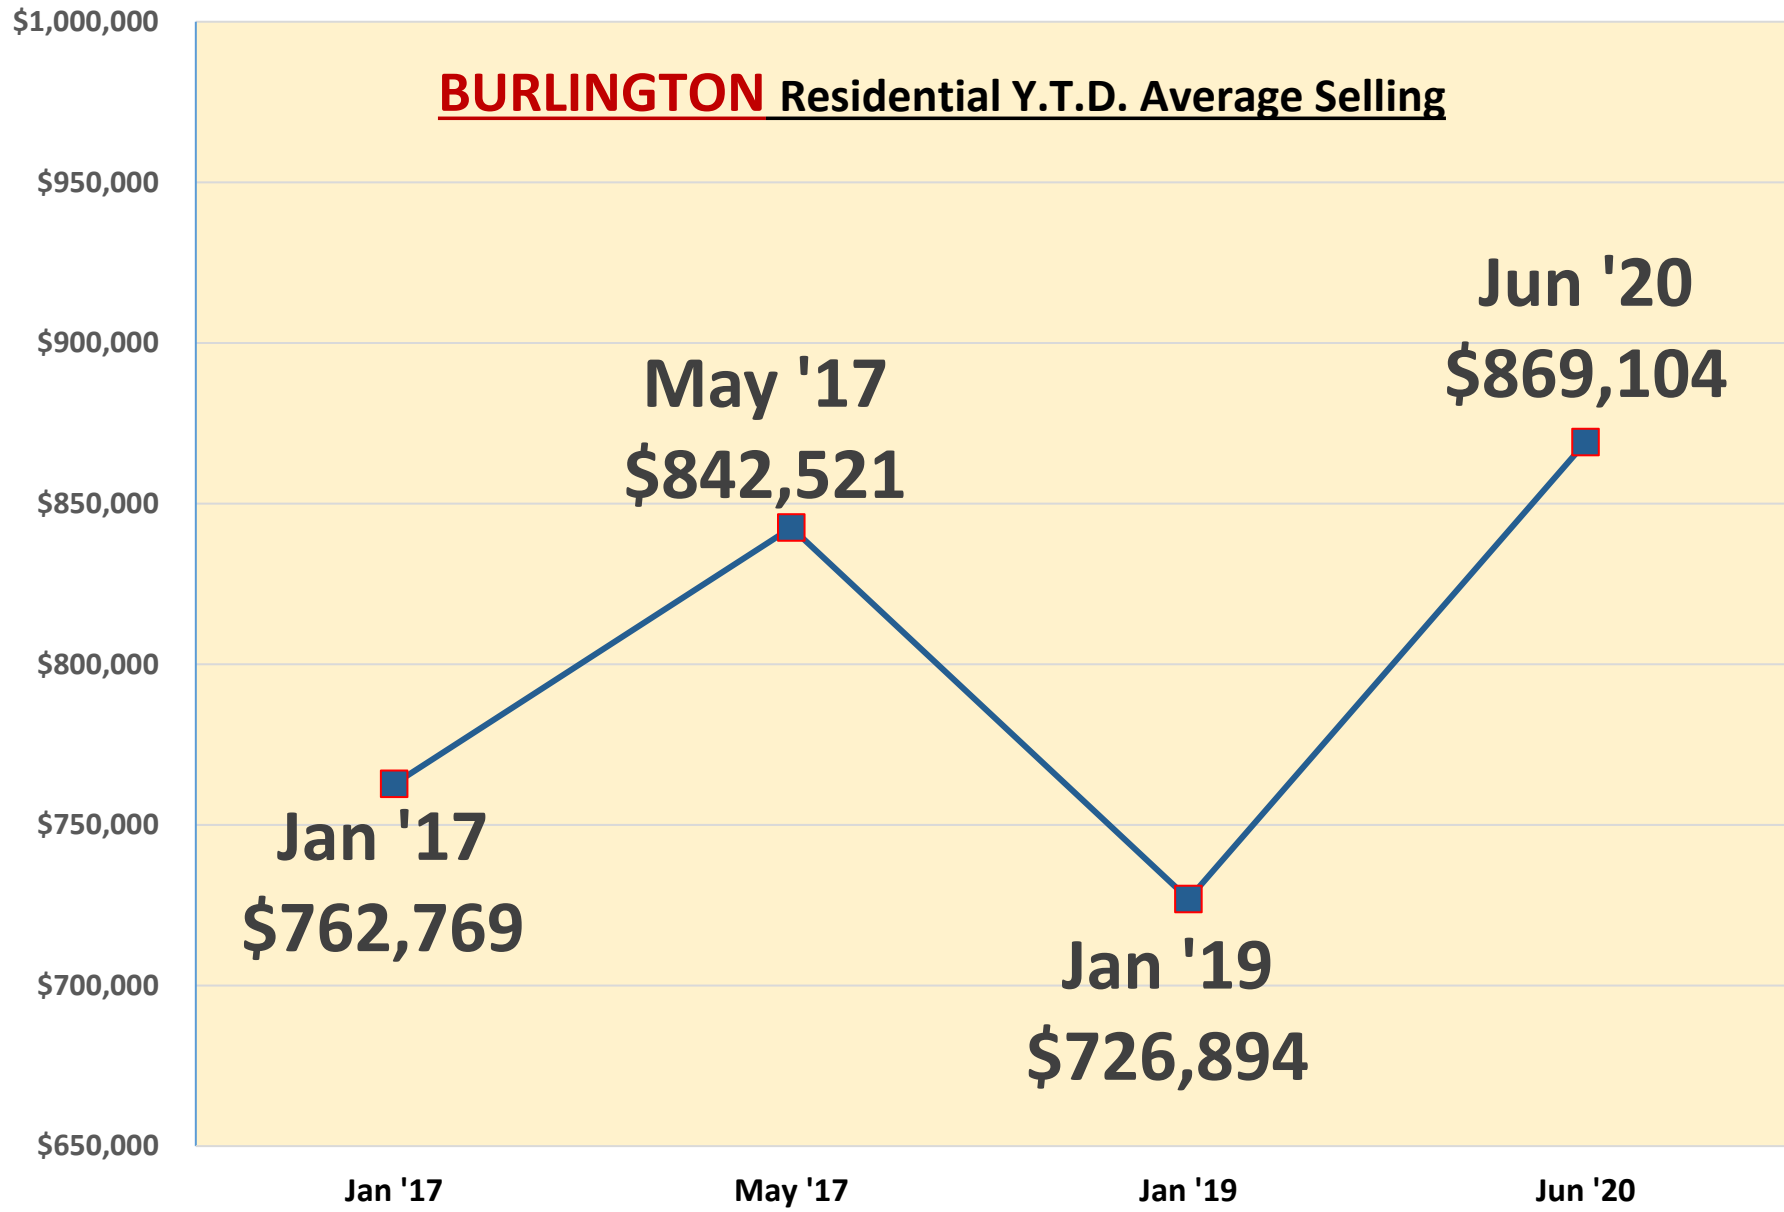 BURLINGTON Residential Y.T.D. Average Selling
$1,000,000
$950,000
$900,000
$850,000
$800,000
$750,000
$700,000
$650,000
Jan '17
$762,769
May '17
$842,521
Jan '19
$726,894
Jun '20
$869,104
Jan '17
May '17
Jan '19
Jun '20